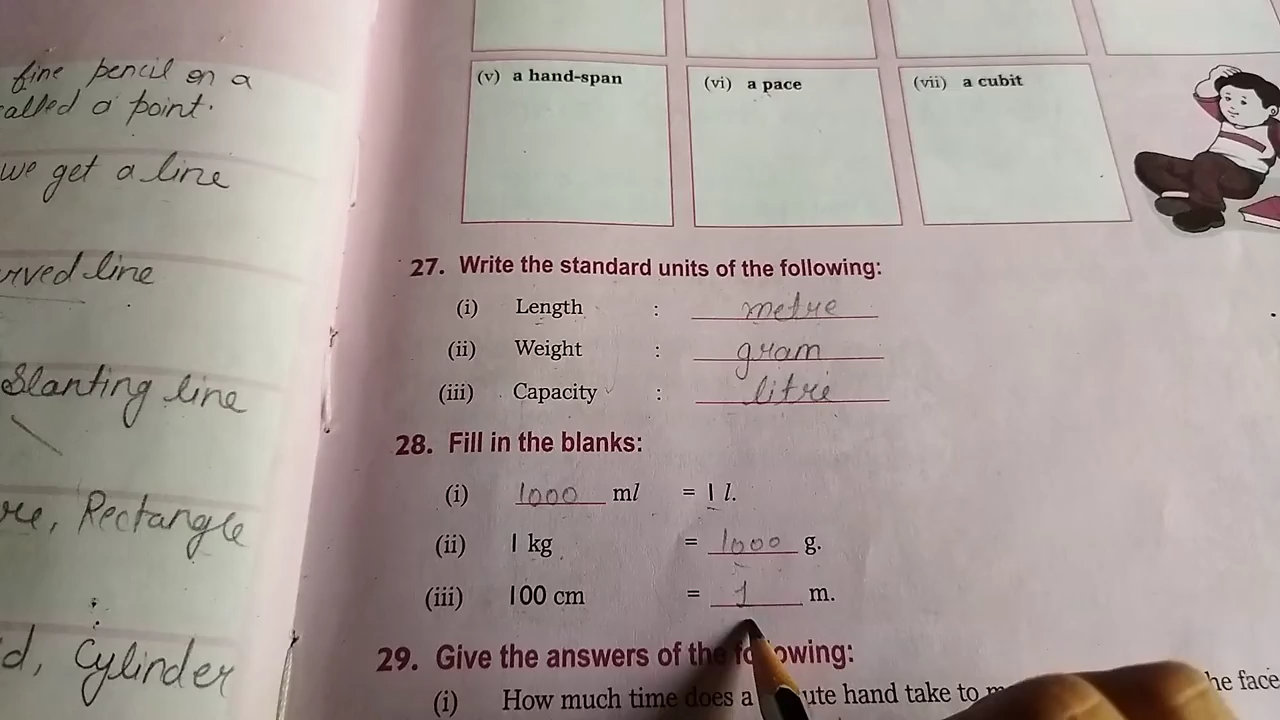 fine pencil on a
called a point.
we get a line
rved line
Slanting line
re, Rectangle
d, Cylinder
(v) a hand-span
(vi) a pace
(vii) a cubit
27. Write the standard units of the following:
(i) Length : metre
(ii) Weight : gram
(iii) Capacity : litre
28. Fill in the blanks:
(i) 1000 ml = 1 l.
(ii) 1 kg = 1000 g.
(iii) 100 cm = 1 m.
29. Give the answers of the following:
(i) How much time does a ute hand take to he face